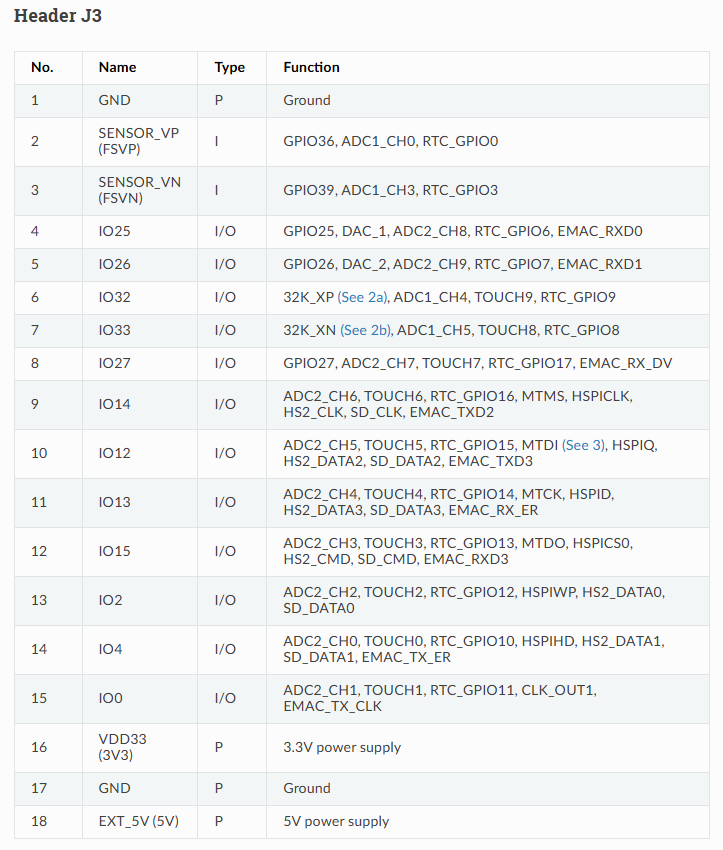 Header J3
No. Name Type Function
1 GND P Ground
2 SENSOR_VP (FSVP) I GPIO36, ADC1_CH0, RTC_GPIO0
3 SENSOR_VN (FSVN) I GPIO39, ADC1_CH3, RTC_GPIO3
4 IO25 I/O GPIO25, DAC_1, ADC2_CH8, RTC_GPIO6, EMAC_RXD0
5 IO26 I/O GPIO26, DAC_2, ADC2_CH9, RTC_GPIO7, EMAC_RXD1
6 IO32 I/O 32K_XP (See 2a), ADC1_CH4, TOUCH9, RTC_GPIO9
7 IO33 I/O 32K_XN (See 2b), ADC1_CH5, TOUCH8, RTC_GPIO8
8 IO27 I/O GPIO27, ADC2_CH7, TOUCH7, RTC_GPIO17, EMAC_RX_DV
9 IO14 I/O ADC2_CH6, TOUCH6, RTC_GPIO16, MTMS, HSPICLK,
HS2_CLK, SD_CLK, EMAC_TXD2
10 IO12 I/O ADC2_CH5, TOUCH5, RTC_GPIO15, MTDI (See 3), HSPIQ,
HS2_DATA2, SD_DATA2, EMAC_TXD3
11 IO13 I/O ADC2_CH4, TOUCH4, RTC_GPIO14, MTCK, HSPID,
HS2_DATA3, SD_DATA3, EMAC_RX_ER
12 IO15 I/O ADC2_CH3, TOUCH3, RTC_GPIO13, MTDO, HSPICS0,
HS2_CMD, SD_CMD, EMAC_RXD3
13 IO2 I/O ADC2_CH2, TOUCH2, RTC_GPIO12, HSPIWP, HS2_DATA0,
SD_DATA0
14 IO4 I/O ADC2_CH0, TOUCH0, RTC_GPIO10, HSPIHD, HS2_DATA1,
SD_DATA1, EMAC_TX_ER
15 IO0 I/O ADC2_CH1, TOUCH1, RTC_GPIO11, CLK_OUT1,
EMAC_TX_CLK
16 VDD33 (3V3) P 3.3V power supply
17 GND P Ground
18 EXT_5V (5V) P 5V power supply